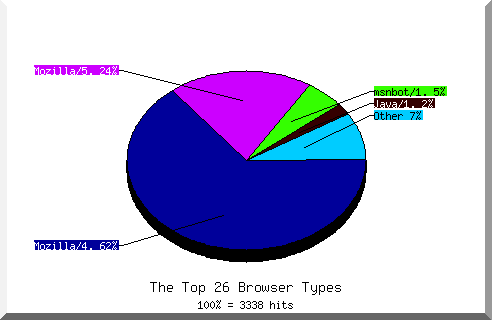 Mozilla/5. 24%
msnbot/1. 5%
Java/1. 2%
Other 7%
Mozilla/4. 62%
The Top 26 Browser Types
100% = 3338 hits